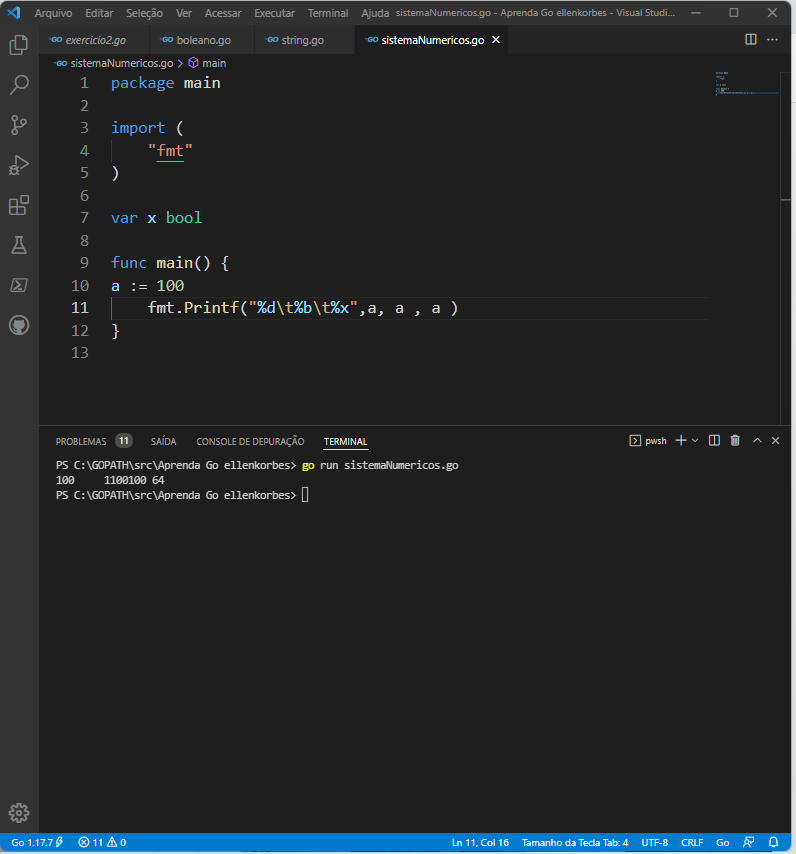 Arquivo Editar Seleção Ver Acessar Executar Terminal Ajuda sistemaNumericos.go - Aprenda Go ellenkorbes - Visual Studi...
GO exercicio2.go GO boleano.go GO string.go GO sistemaNumericos.go
GO sistemaNumericos.go > main
1 package main
2
3 import (
4 "fmt"
5 )
6
7 var x bool
8
9 func main() {
10 a := 100
11 fmt.Printf("%d\t%b\t%x",a, a , a )
12 }
13
PROBLEMAS 11 SAÍDA CONSOLE DE DEPURAÇÃO TERMINAL pwsh
PS C:\GOPATH\src\Aprenda Go ellenkorbes> go run sistemaNumericos.go
100 1100100 64
PS C:\GOPATH\src\Aprenda Go ellenkorbes>
Go 1.17.7 11 0 Ln 11, Col 16 Tamanho da Tecla Tab: 4 UTF-8 CRLF Go